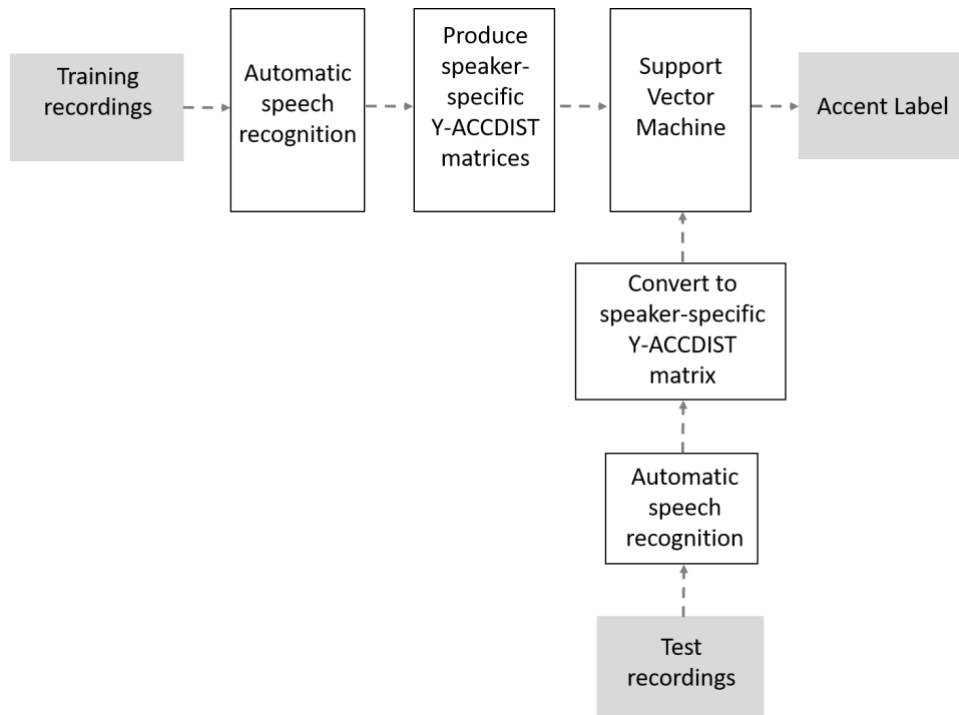 Training
recordings
Automatic
speech
recognition
Produce
speaker-
specific
Y-ACCDIST
matrices
Support
Vector
Machine
Accent Label
Convert to
speaker-specific
Y-ACCDIST
matrix
Automatic
speech
recognition
Test
recordings